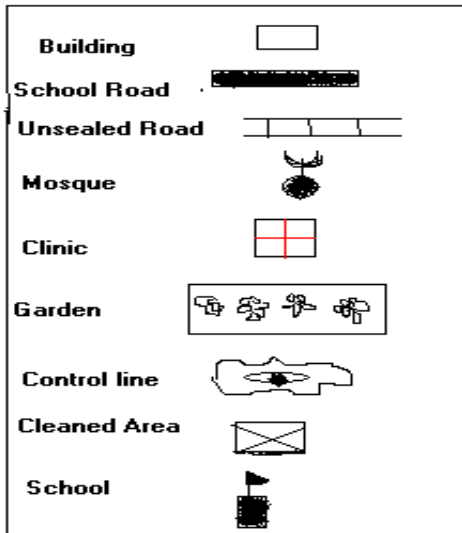 Building
School Road
Unsealed Road
Mosque
Clinic
Garden
Control line
Cleaned Area
School